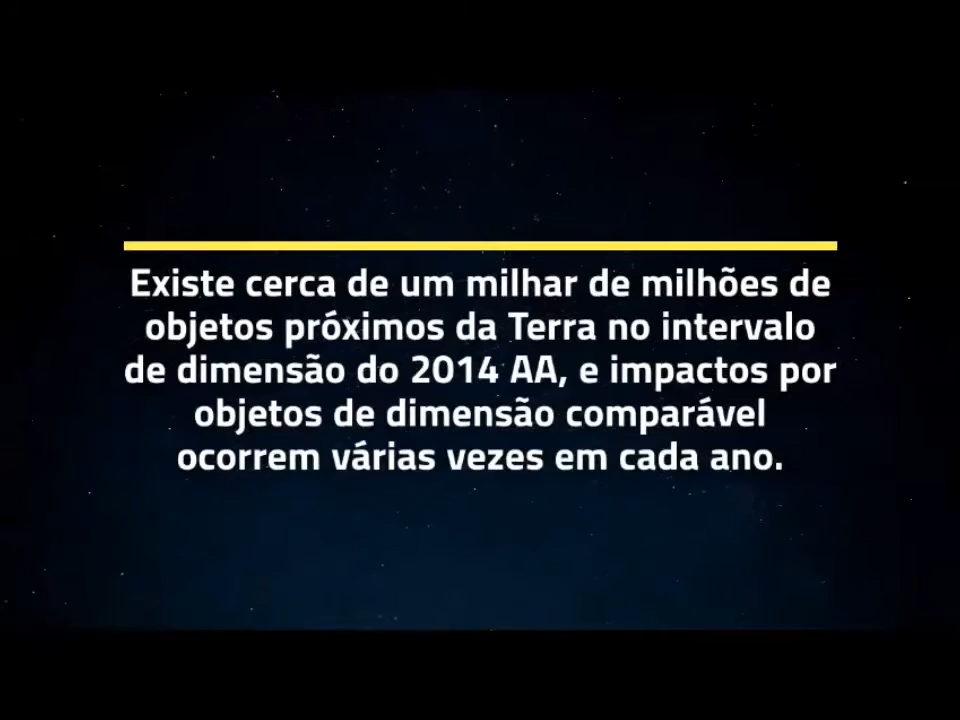 Existe cerca de um milhar de milhões de
objetos próximos da Terra no intervalo
de dimensão do 2014 AA, e impactos por
objetos de dimensão comparável
ocorrem várias vezes em cada ano.